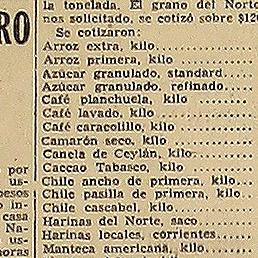 la tonelada. El grano del Norte
nos solicitado, se cotizó sobre $120
Se cotizaron:
Arroz extra, kilo
Arroz primera, kilo
Azúcar granulado, standard
Azúcar granulado, refinado
Café planchuela, kilo
Café lavado, kilo
Café caracolillo, kilo
Camarón seco, kilo
Canela de Ceylán, kilo
Caccao Tabasco, kilo
Chile ancho de primera, kilo
Chile pasilla de primera, kilo
Chile cascabel, kilo
Harinas del Norte, saco
Harinas locales, corrientes
Manteca americana, kilo
RO
por
us-
pesos
in-
casa
Na-
us-
horas